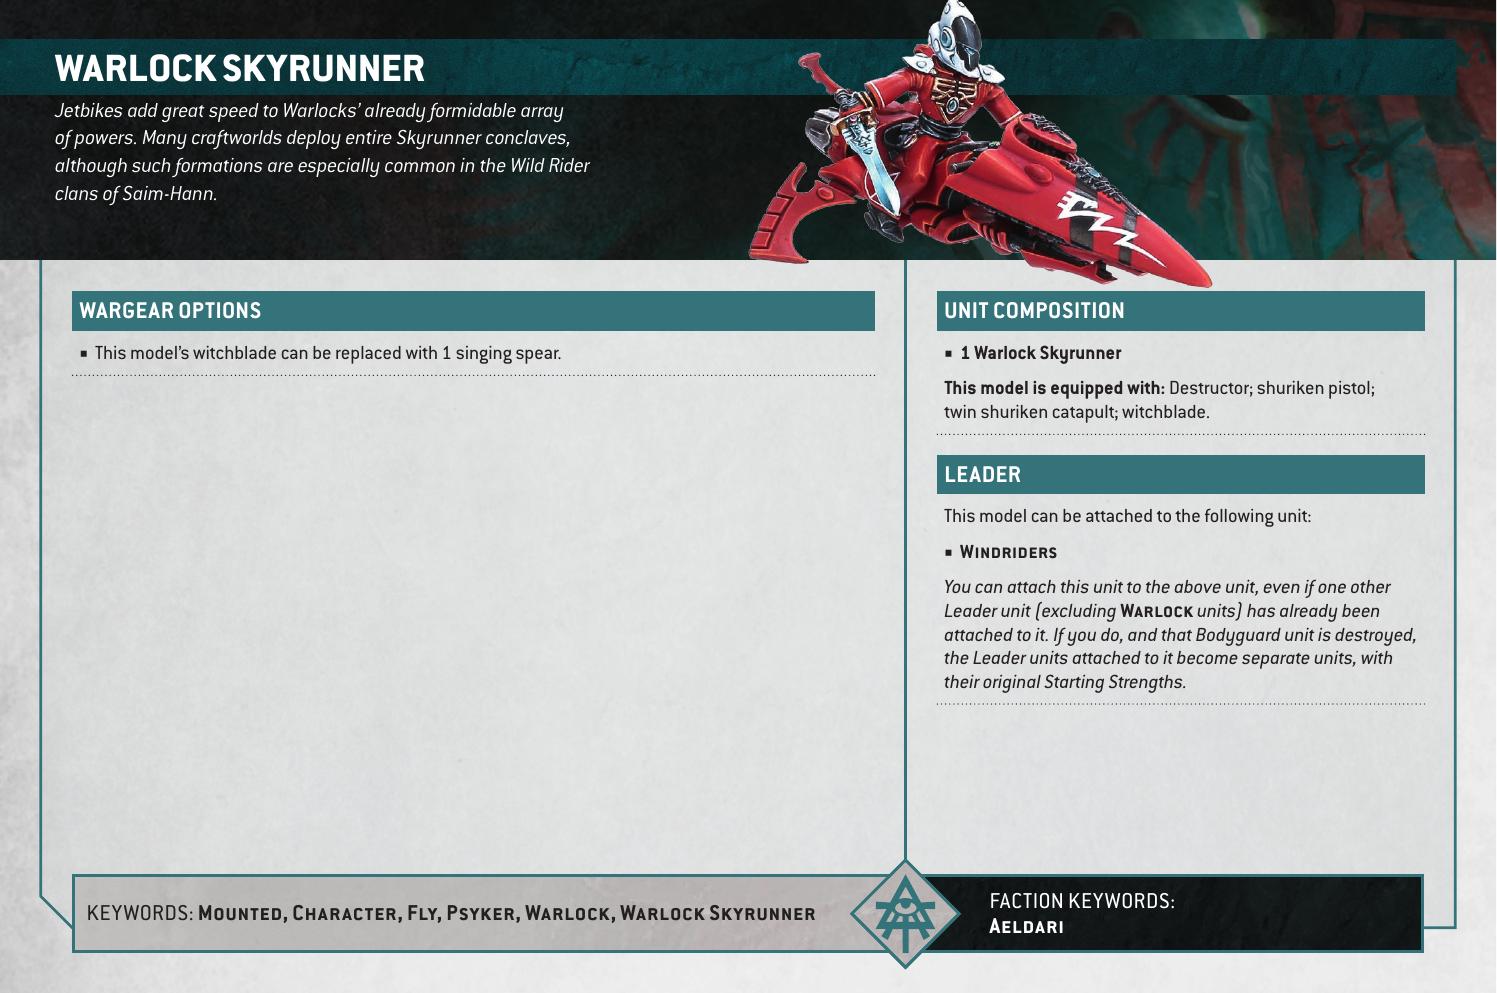 WARLOCK SKYRUNNER
Jetbikes add great speed to Warlocks’ already formidable array
of powers. Many craftworlds deploy entire Skyrunner conclaves,
although such formations are especially common in the Wild Rider
clans of Saim-Hann.
WARGEAR OPTIONS
▪ This model’s witchblade can be replaced with 1 singing spear.
UNIT COMPOSITION
▪ 1 Warlock Skyrunner
This model is equipped with: Destructor; shuriken pistol;
twin shuriken catapult; witchblade.
LEADER
This model can be attached to the following unit:
▪ WINDRIDERS
You can attach this unit to the above unit, even if one other
Leader unit (excluding WARLOCK units) has already been
attached to it. If you do, and that Bodyguard unit is destroyed,
the Leader units attached to it become separate units, with
their original Starting Strengths.
KEYWORDS: MOUNTED, CHARACTER, FLY, PSYKER, WARLOCK, WARLOCK SKYRUNNER
FACTION KEYWORDS:
AELDARI